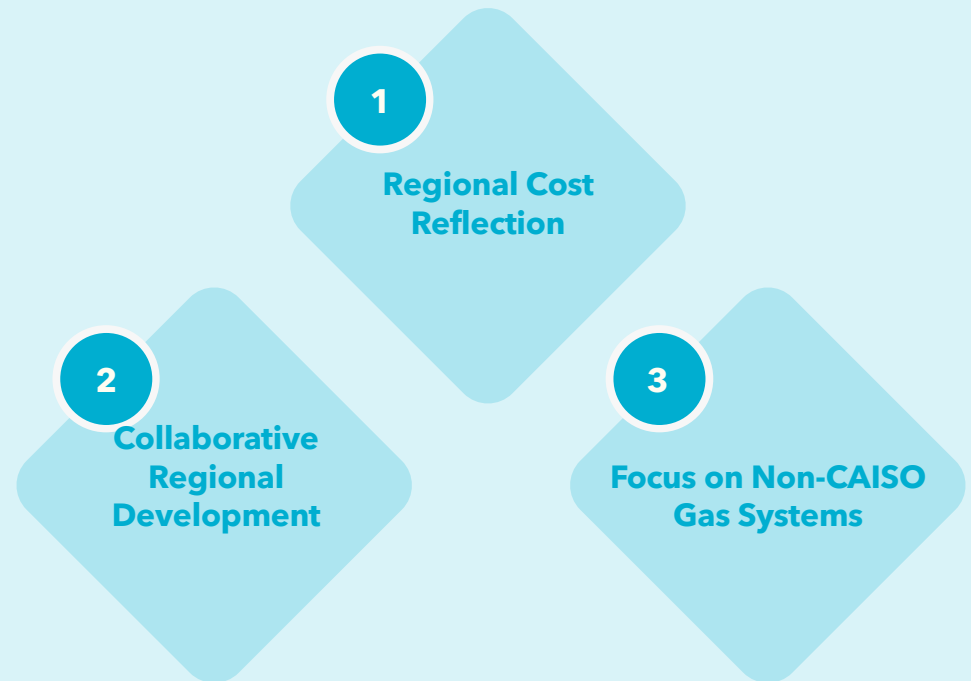 1
Regional Cost
Reflection
2
Collaborative
Regional
Development
3
Focus on Non-CAISO
Gas Systems